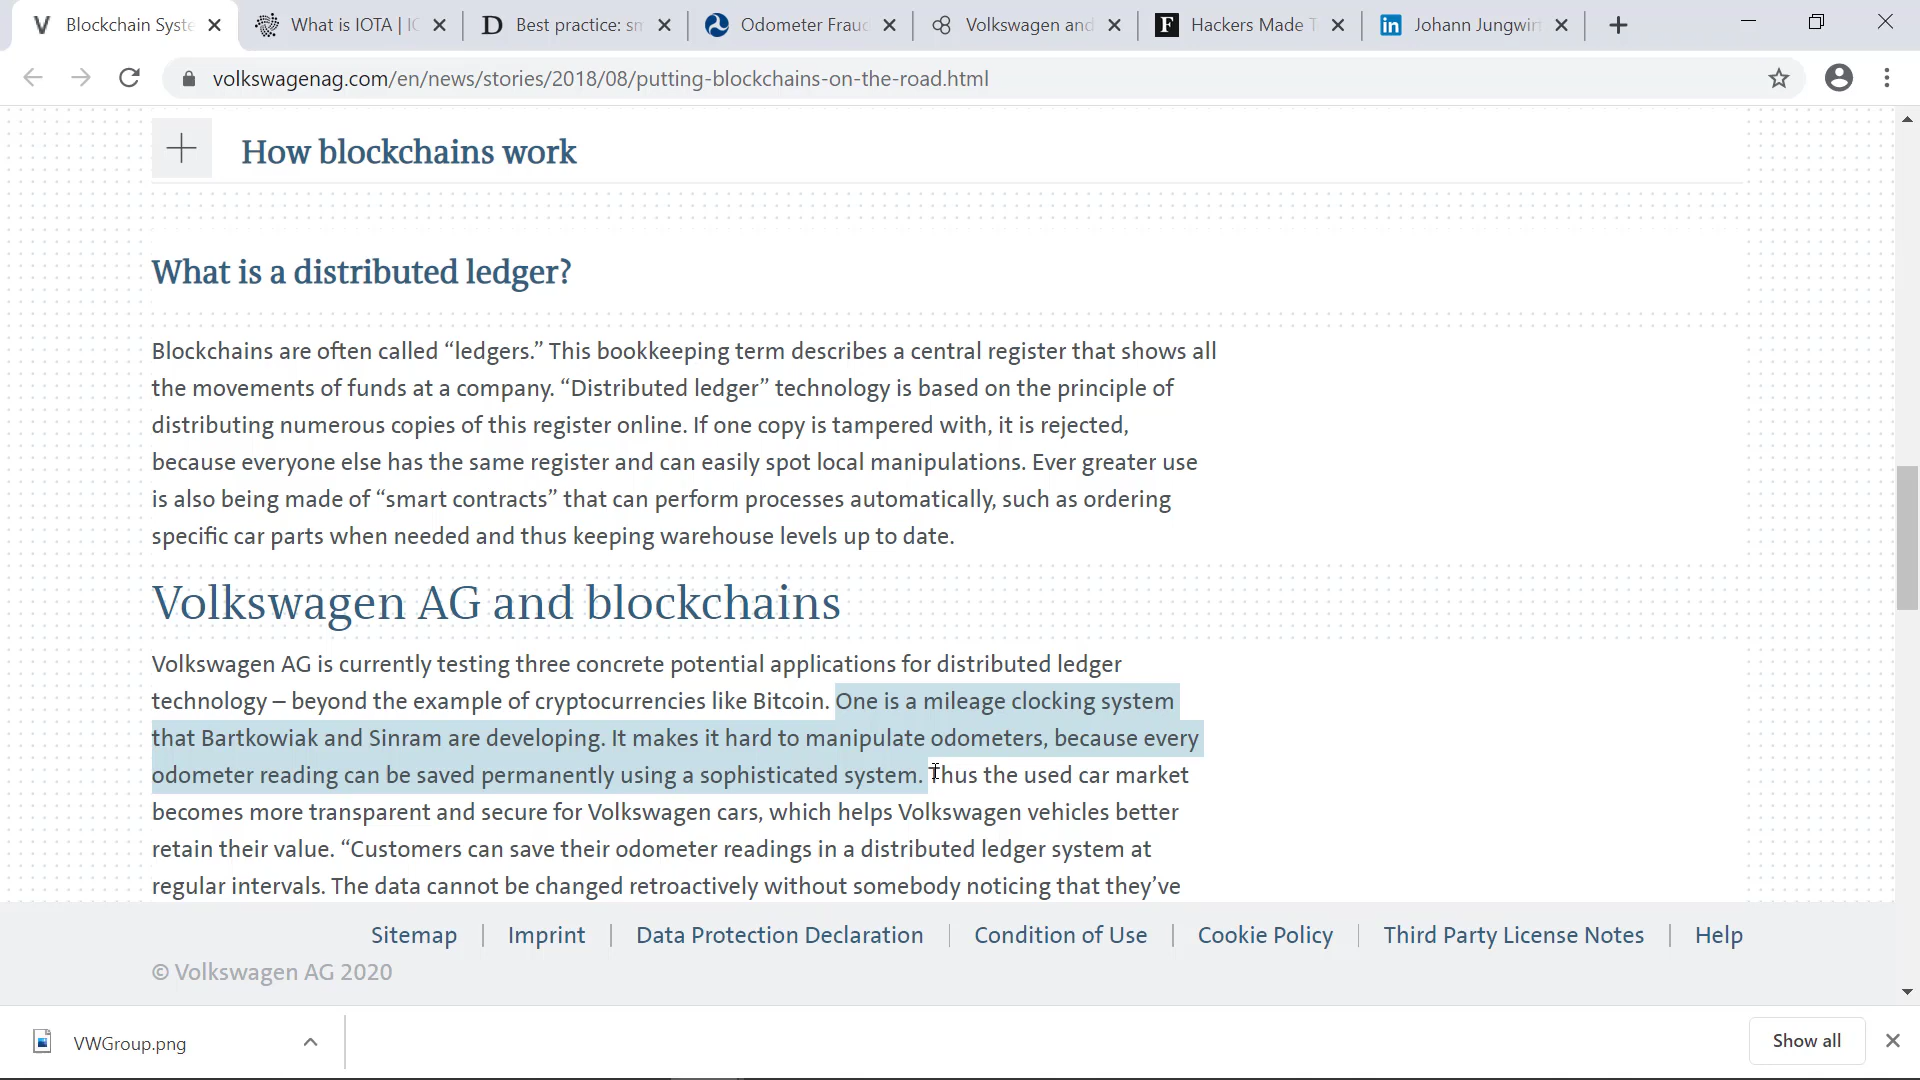 Blockchain Syste
What is IOTA | IO
Best practice: sm
Odometer Fraud
Volkswagen and
Hackers Made T
Johann Jungwirt
volkswagenag.com/en/news/stories/2018/08/putting-blockchains-on-the-road.html
How blockchains work
What is a distributed ledger?
Blockchains are often called “ledgers.” This bookkeeping term describes a central register that shows all
the movements of funds at a company. “Distributed ledger” technology is based on the principle of
distributing numerous copies of this register online. If one copy is tampered with, it is rejected,
because everyone else has the same register and can easily spot local manipulations. Ever greater use
is also being made of “smart contracts” that can perform processes automatically, such as ordering
specific car parts when needed and thus keeping warehouse levels up to date.
Volkswagen AG and blockchains
Volkswagen AG is currently testing three concrete potential applications for distributed ledger
technology – beyond the example of cryptocurrencies like Bitcoin. One is a mileage clocking system
that Bartkowiak and Sinram are developing. It makes it hard to manipulate odometers, because every
odometer reading can be saved permanently using a sophisticated system. Thus the used car market
becomes more transparent and secure for Volkswagen cars, which helps Volkswagen vehicles better
retain their value. “Customers can save their odometer readings in a distributed ledger system at
regular intervals. The data cannot be changed retroactively without somebody noticing that they’ve
Sitemap | Imprint | Data Protection Declaration | Condition of Use | Cookie Policy | Third Party License Notes | Help
© Volkswagen AG 2020
VWGroup.png
Show all